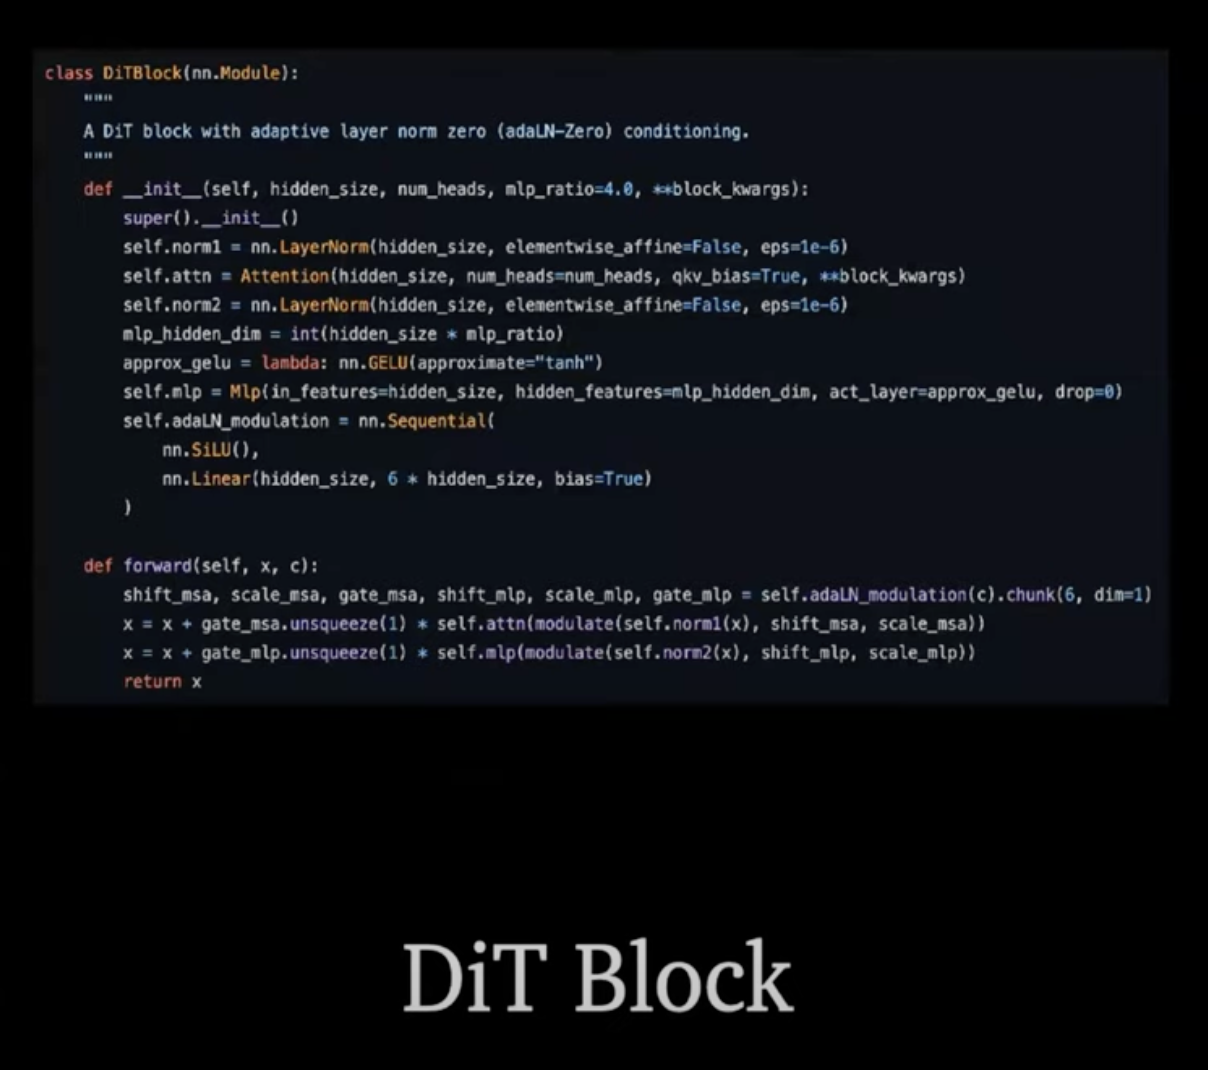 class DiTBlock(nn.Module):
    """
    A DiT block with adaptive layer norm zero (adaLN-Zero) conditioning.
    """
    def __init__(self, hidden_size, num_heads, mlp_ratio=4.0, **block_kwargs):
        super().__init__()
        self.norm1 = nn.LayerNorm(hidden_size, elementwise_affine=False, eps=1e-6)
        self.attn = Attention(hidden_size, num_heads=num_heads, qkv_bias=True, **block_kwargs)
        self.norm2 = nn.LayerNorm(hidden_size, elementwise_affine=False, eps=1e-6)
        mlp_hidden_dim = int(hidden_size * mlp_ratio)
        approx_gelu = lambda: nn.GELU(approximate="tanh")
        self.mlp = Mlp(in_features=hidden_size, hidden_features=mlp_hidden_dim, act_layer=approx_gelu, drop=0)
        self.adaLN_modulation = nn.Sequential(
            nn.SiLU(),
            nn.Linear(hidden_size, 6 * hidden_size, bias=True)
        )
    def forward(self, x, c):
        shift_msa, scale_msa, gate_msa, shift_mlp, scale_mlp, gate_mlp = self.adaLN_modulation(c).chunk(6, dim=1)
        x = x + gate_msa.unsqueeze(1) * self.attn(modulate(self.norm1(x), shift_msa, scale_msa))
        x = x + gate_mlp.unsqueeze(1) * self.mlp(modulate(self.norm2(x), shift_mlp, scale_mlp))
        return x
DiT Block